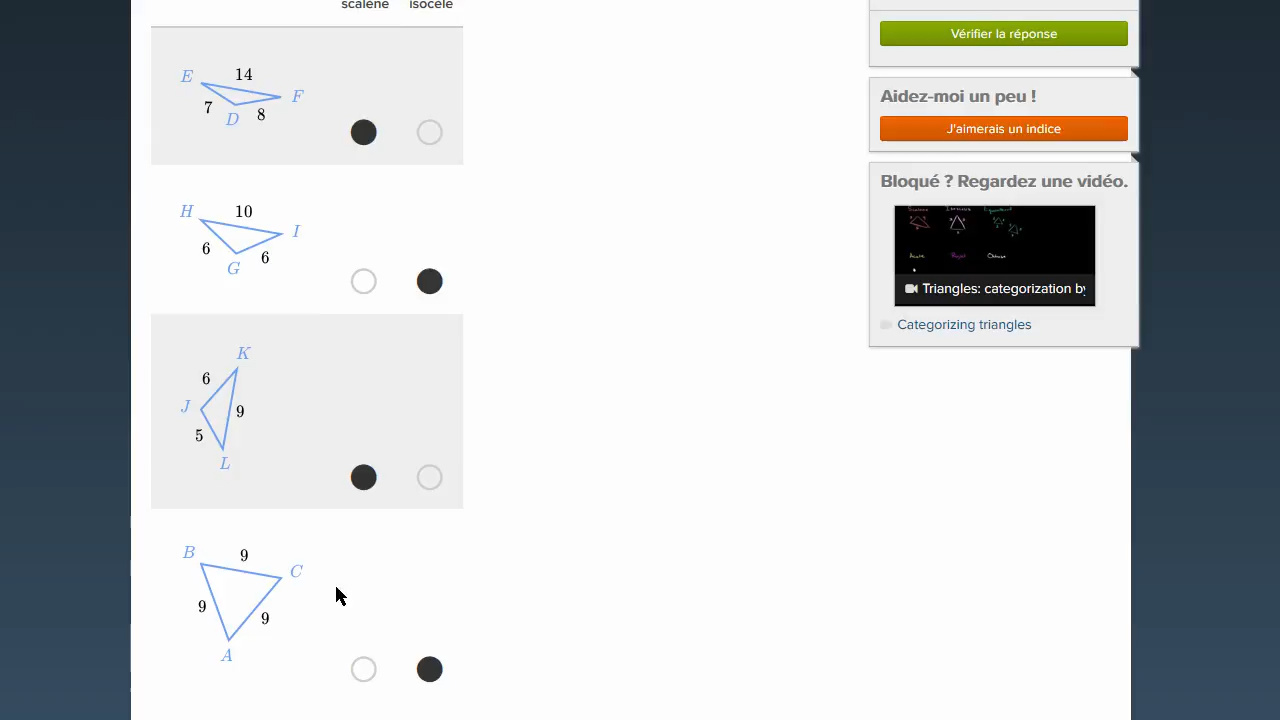 scalène isocèle
E 14 F
7 D 8
H 10 I
6 G 6
K
6
J 9
5
L
B 9 C
9 9
A
Vérifier la réponse
Aidez-moi un peu !
J'aimerais un indice
Bloqué ? Regardez une vidéo.
Triangles: categorization by
Categorizing triangles